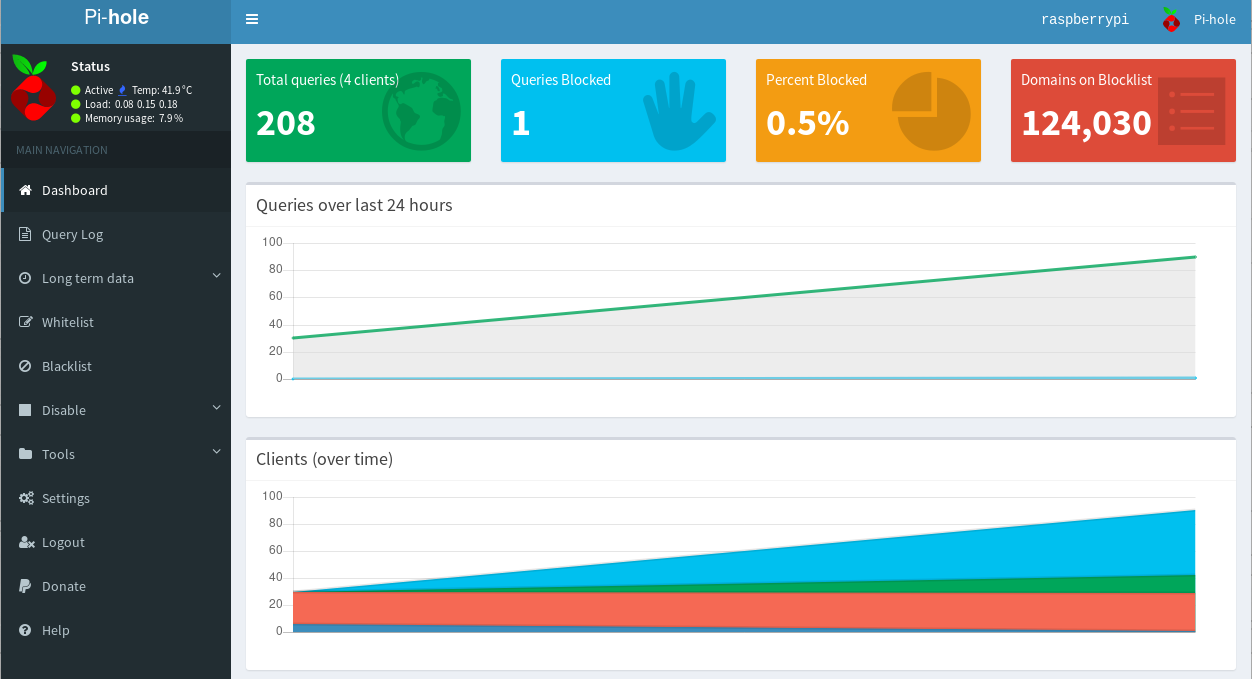 Pi-hole
raspberrypi
Pi-hole
Status
Active Temp: 41.9 °C
Load: 0.08 0.15 0.18
Memory usage: 7.9 %
MAIN NAVIGATION
Dashboard
Query Log
Long term data
Whitelist
Blacklist
Disable
Tools
Settings
Logout
Donate
Help
Total queries (4 clients)
208
Queries Blocked
1
Percent Blocked
0.5%
Domains on Blocklist
124,030
Queries over last 24 hours
100
80
60
40
20
0
Clients (over time)
100
80
60
40
20
0